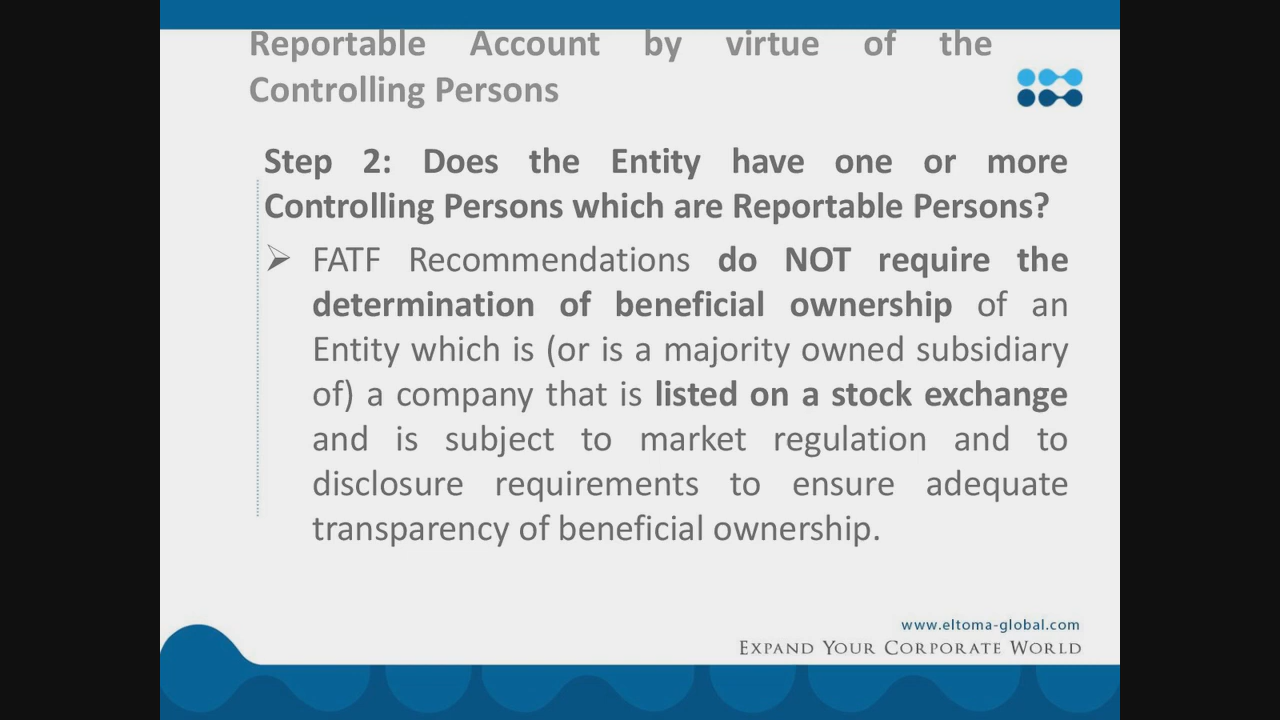 Reportable Account by virtue of the
Controlling Persons
Step 2: Does the Entity have one or more
Controlling Persons which are Reportable Persons?
FATF Recommendations do NOT require the
determination of beneficial ownership of an
Entity which is (or is a majority owned subsidiary
of) a company that is listed on a stock exchange
and is subject to market regulation and to
disclosure requirements to ensure adequate
transparency of beneficial ownership.
www.eltoma-global.com
Expand Your Corporate World